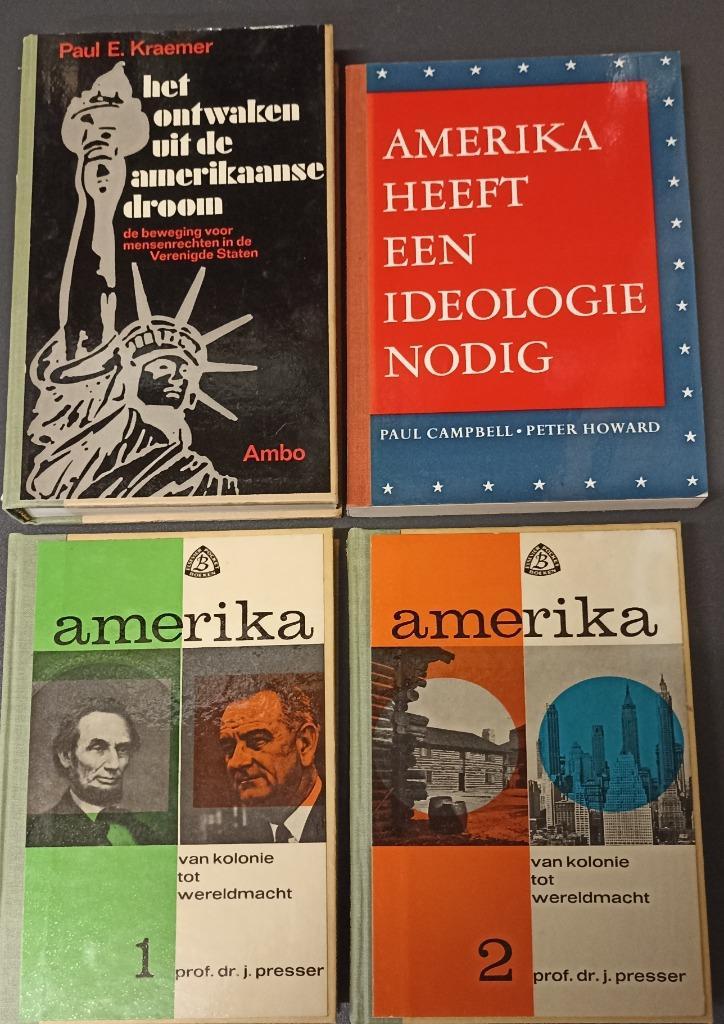 Paul E. Kraemer
het
ontwaken
uit de
amerikaanse
droom
de beweging voor
mensenrechten in de
Verenigde Staten
Ambo
AMERIKA
HEEFT
EEN
IDEOLOGIE
NODIG
PAUL CAMPBELL • PETER HOWARD
amerika
van kolonie
tot
wereldmacht
1
prof. dr. j. presser
amerika
van kolonie
tot
wereldmacht
2
prof. dr. j. presser